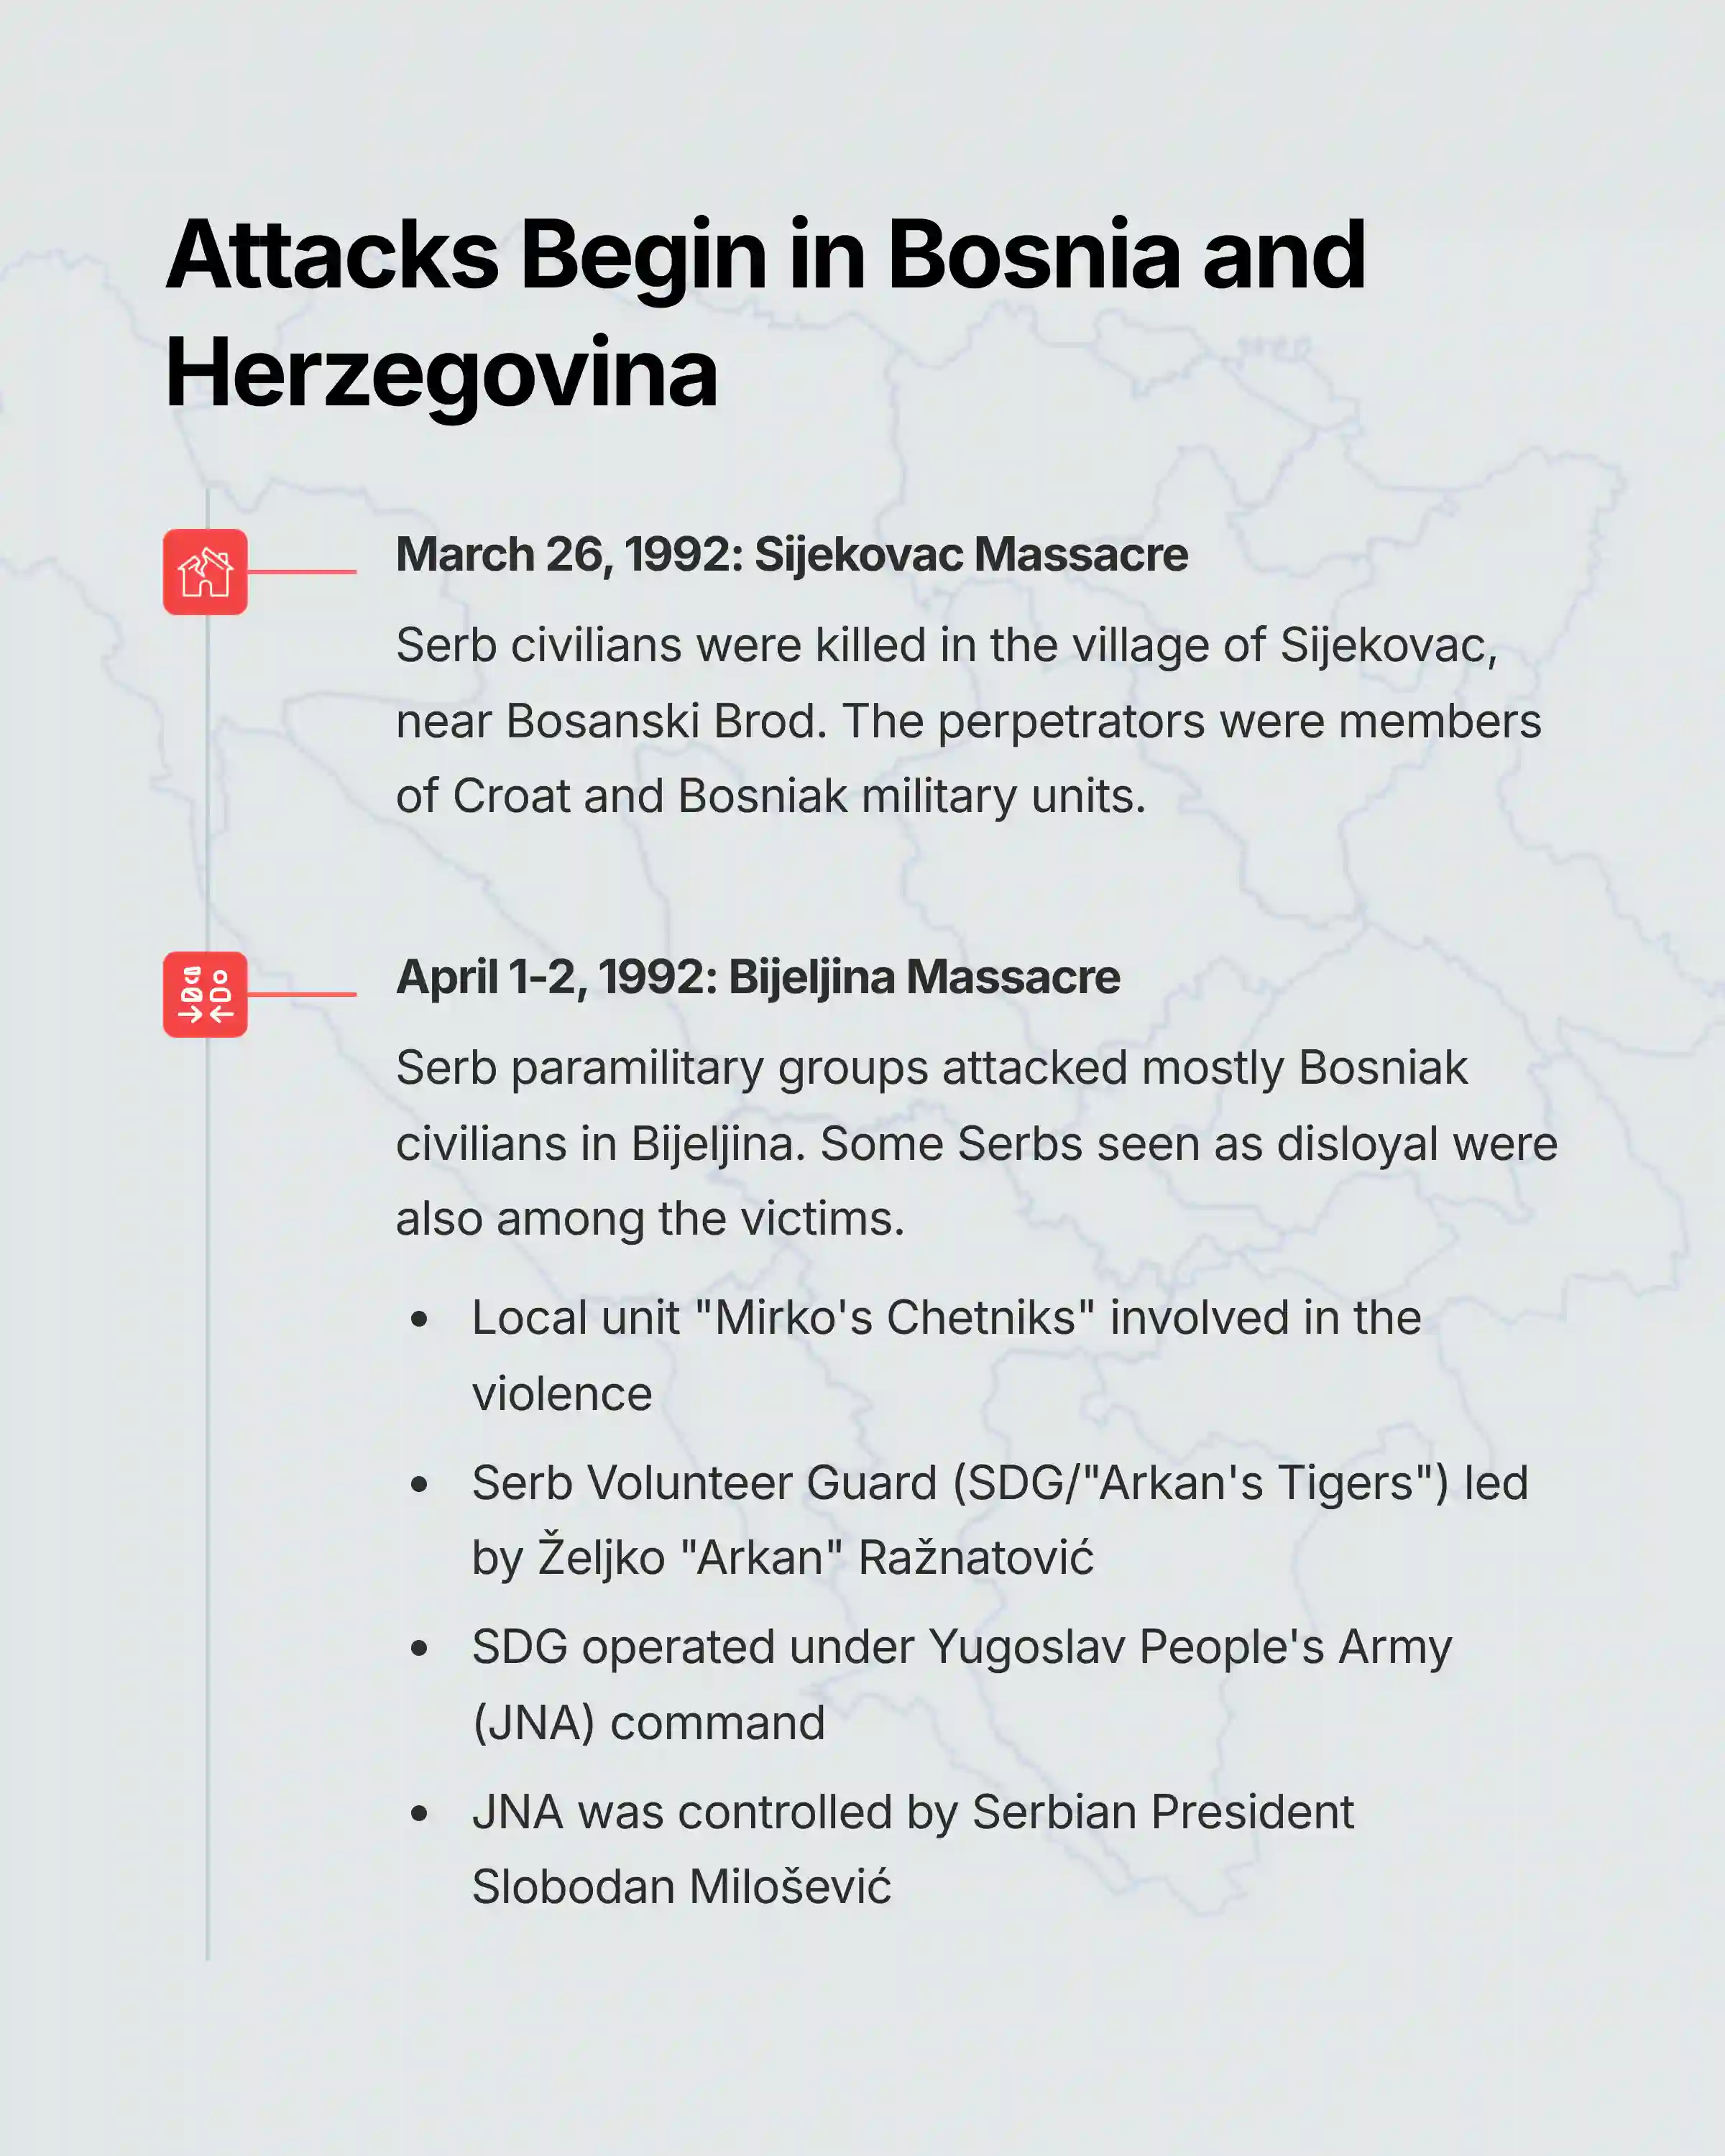 Attacks Begin in Bosnia and
Herzegovina
March 26, 1992: Sijekovac Massacre
Serb civilians were killed in the village of Sijekovac,
near Bosanski Brod. The perpetrators were members
of Croat and Bosniak military units.
April 1-2, 1992: Bijeljina Massacre
Serb paramilitary groups attacked mostly Bosniak
civilians in Bijeljina. Some Serbs seen as disloyal were
also among the victims.
• Local unit "Mirko's Chetniks" involved in the
violence
• Serb Volunteer Guard (SDG/"Arkan's Tigers") led
by Željko "Arkan" Ražnatović
• SDG operated under Yugoslav People's Army
(JNA) command
• JNA was controlled by Serbian President
Slobodan Milošević